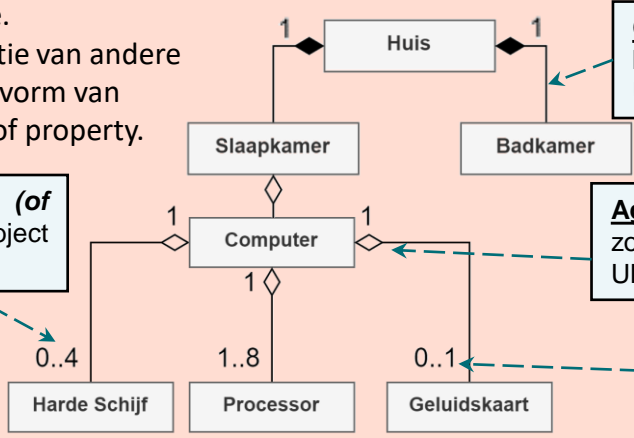 e.
tie van andere
vorm van
of property.
1
Huis
1
Slaapkamer
Badkamer
(of
oject
1
Computer
1
Ag
zo
1
0..4
1..8
0..1
Harde Schijf
Processor
Geluidskaart